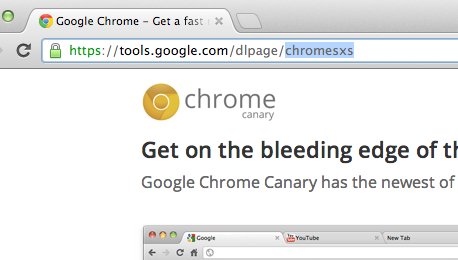 Google Chrome - Get a fast
https://tools.google.com/dlpage/chromesxs
chrome
canary
Get on the bleeding edge of th
Google Chrome Canary has the newest of
Google YouTube New Tab